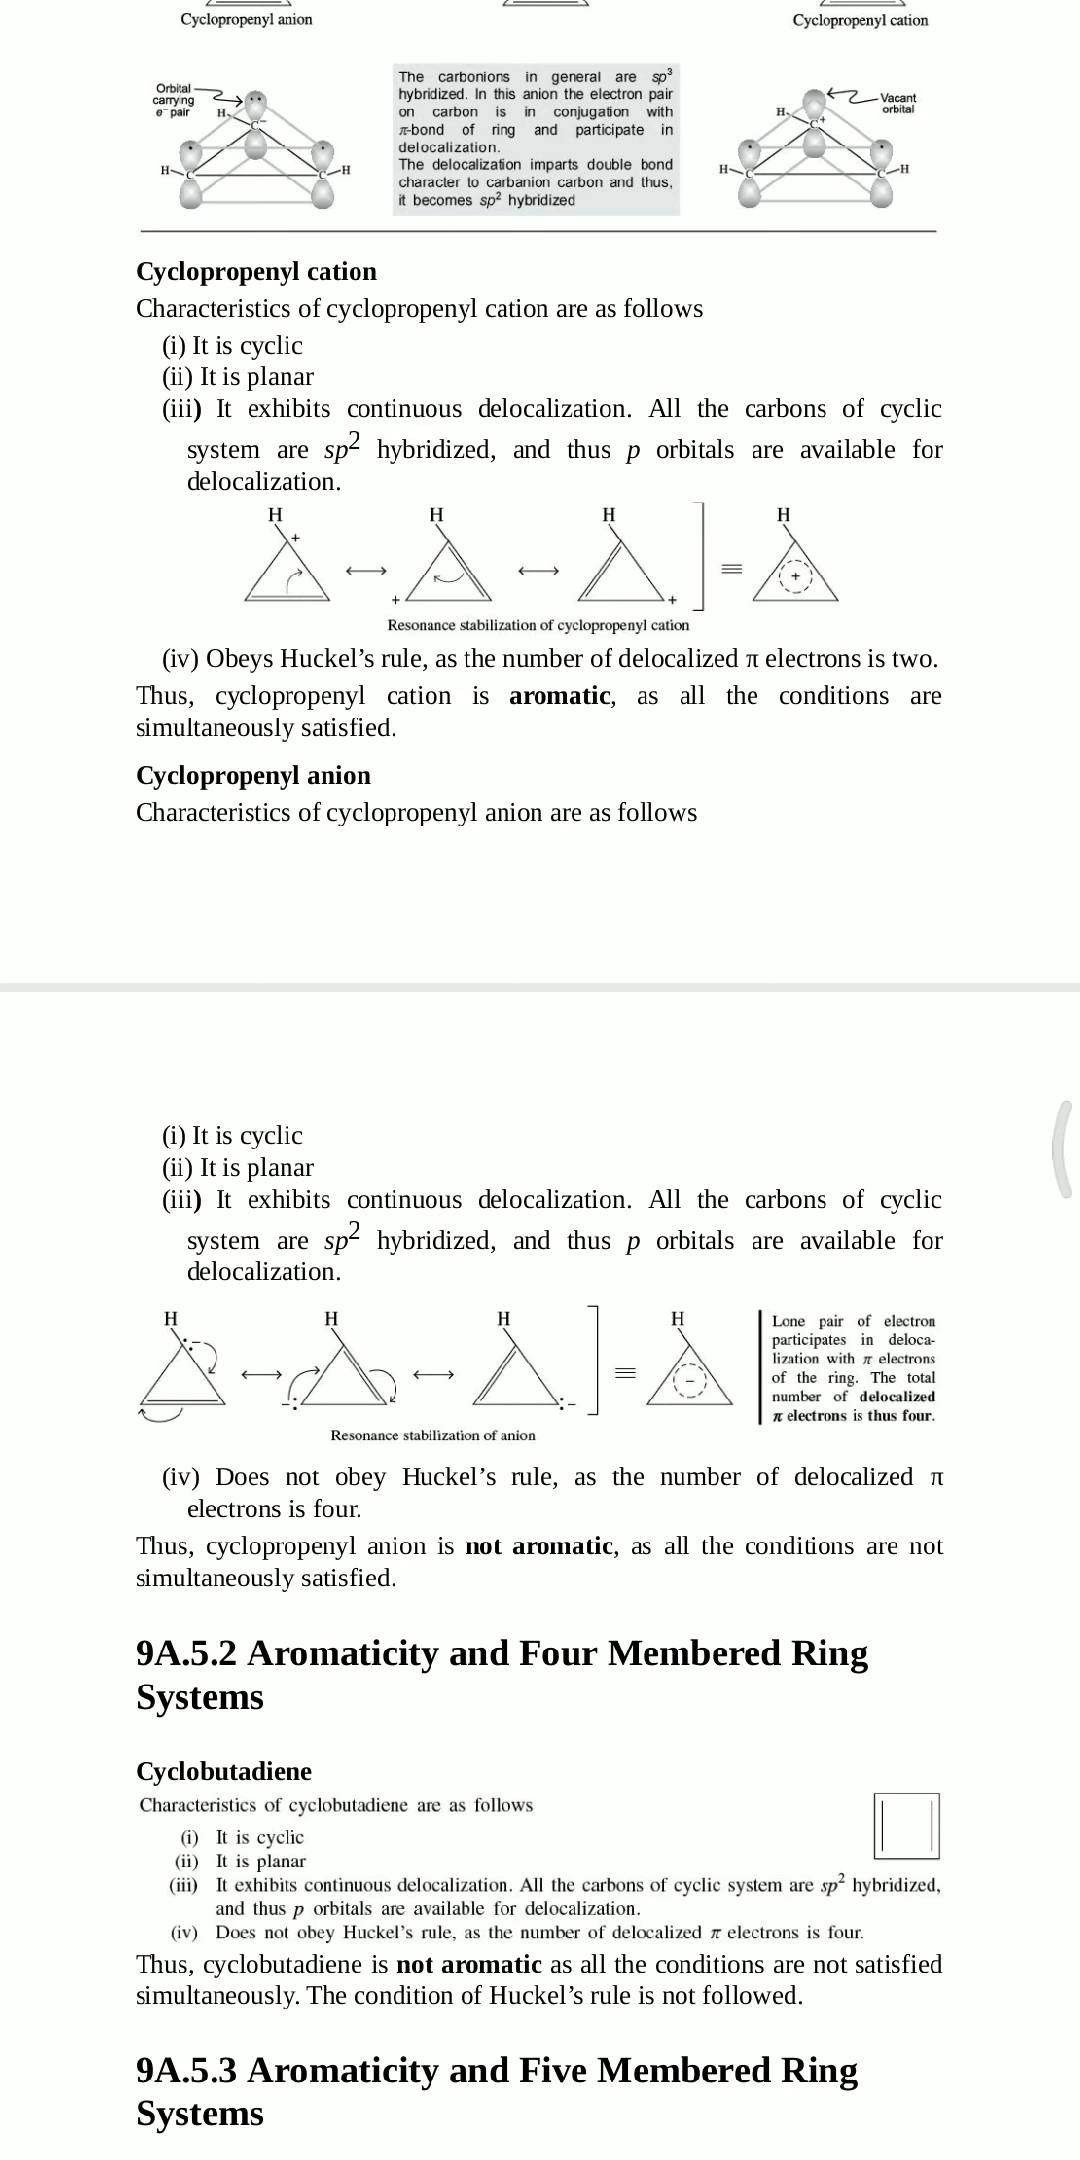 Cyclopropenyl anion
Cyclopropenyl cation
Orbital
carrying
e⁻ pair
H
C⁻
H
C
C
H
The carbonions in general are sp³
hybridized. In this anion the electron pair
on carbon is in conjugation with
π-bond of ring and participate in
delocalization.
The delocalization imparts double bond
character to carbanion carbon and thus,
it becomes sp² hybridized
Vacant
orbital
H
C⁺
H
C
C
H
Cyclopropenyl cation
Characteristics of cyclopropenyl cation are as follows
(i) It is cyclic
(ii) It is planar
(iii) It exhibits continuous delocalization. All the carbons of cyclic
system are sp² hybridized, and thus p orbitals are available for
delocalization.
H H H H
+ + + +
Resonance stabilization of cyclopropenyl cation
(iv) Obeys Huckel’s rule, as the number of delocalized π electrons is two.
Thus, cyclopropenyl cation is aromatic, as all the conditions are
simultaneously satisfied.
Cyclopropenyl anion
Characteristics of cyclopropenyl anion are as follows
(i) It is cyclic
(ii) It is planar
(iii) It exhibits continuous delocalization. All the carbons of cyclic
system are sp² hybridized, and thus p orbitals are available for
delocalization.
H H H H
Lone pair of electron
participates in deloca-
lization with π electrons
of the ring. The total
number of delocalized
π electrons is thus four.
Resonance stabilization of anion
(iv) Does not obey Huckel’s rule, as the number of delocalized π
electrons is four.
Thus, cyclopropenyl anion is not aromatic, as all the conditions are not
simultaneously satisfied.
9A.5.2 Aromaticity and Four Membered Ring
Systems
Cyclobutadiene
Characteristics of cyclobutadiene are as follows
(i) It is cyclic
(ii) It is planar
(iii) It exhibits continuous delocalization. All the carbons of cyclic system are sp² hybridized,
and thus p orbitals are available for delocalization.
(iv) Does not obey Huckel’s rule, as the number of delocalized π electrons is four.
Thus, cyclobutadiene is not aromatic as all the conditions are not satisfied
simultaneously. The condition of Huckel’s rule is not followed.
9A.5.3 Aromaticity and Five Membered Ring
Systems